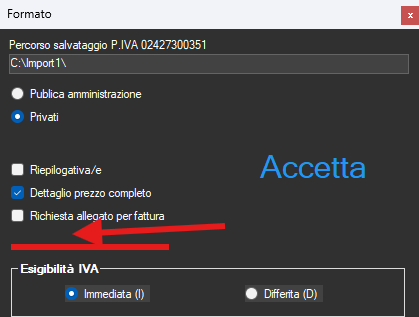 Formato
x
Percorso salvataggio P.IVA 02427300351
C:\Import1\
Publica amministrazione
Privati
Riepilogativa/e
Accetta
Dettaglio prezzo completo
Richiesta allegato per fattura
Esigibilità IVA
Immediata (I) Differita (D)